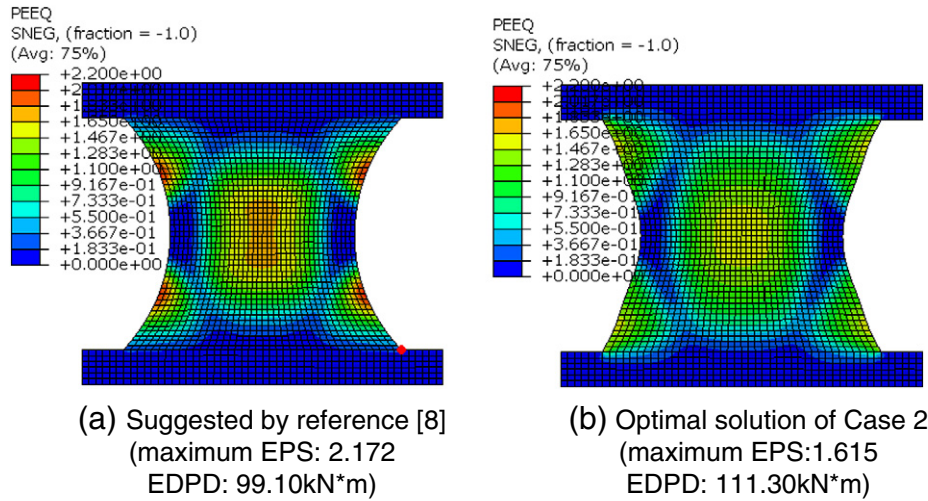 PEEQ
SNEG, (fraction = -1.0)
(Avg: 75%)
+2.200e+00
+1.650e+00
+1.467e+00
+1.283e+00
+1.100e+00
+9.167e-01
+7.333e-01
+5.500e-01
+3.667e-01
+1.833e-01
+0.000e+00
(a) Suggested by reference [8]
(maximum EPS: 2.172
EDPD: 99.10kN*m)
PEEQ
SNEG, (fraction = -1.0)
(Avg: 75%)
+1.650e+00
+1.467e+00
+1.283e+00
+1.100e+00
+9.167e-01
+7.333e-01
+5.500e-01
+3.667e-01
+1.833e-01
+0.000e+00
(b) Optimal solution of Case 2
(maximum EPS:1.615
EDPD: 111.30kN*m)